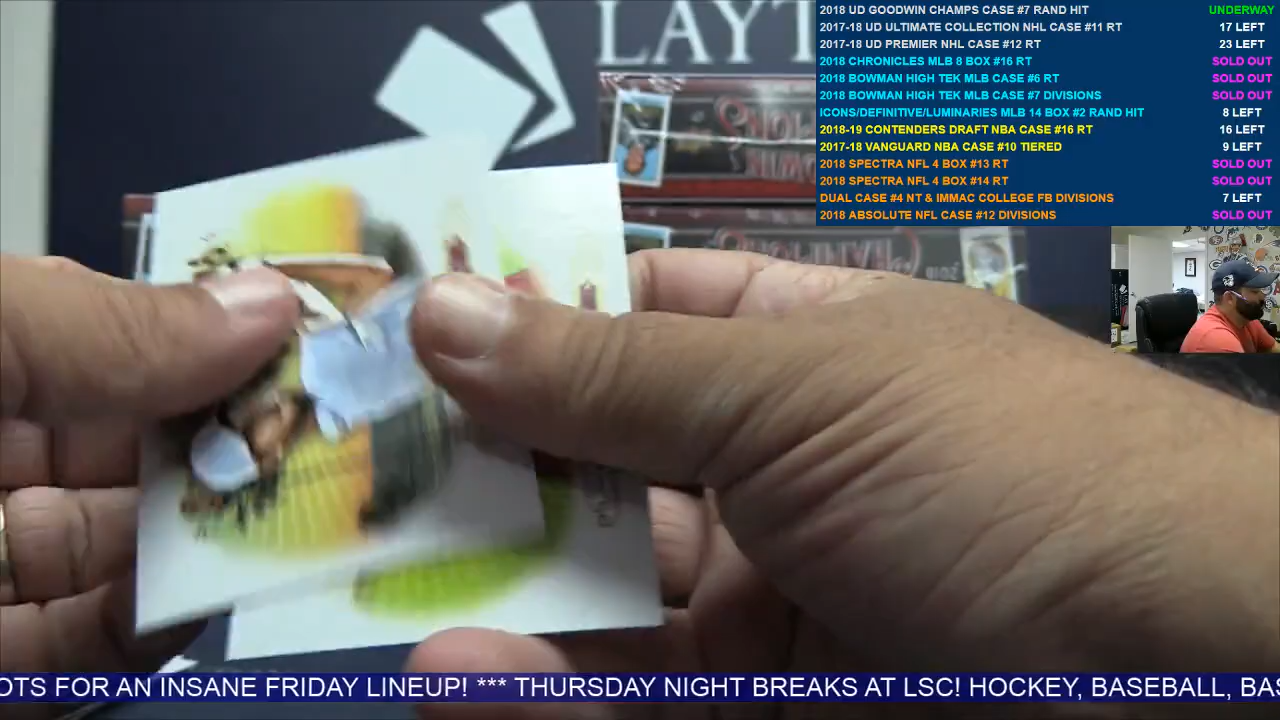 LAYT
2018 UD GOODWIN CHAMPS CASE #7 RAND HIT UNDERWAY
2017-18 UD ULTIMATE COLLECTION NHL CASE #11 RT 17 LEFT
2017-18 UD PREMIER NHL CASE #12 RT 23 LEFT
2018 CHRONICLES MLB 8 BOX #16 RT SOLD OUT
2018 BOWMAN HIGH TEK MLB CASE #6 RT SOLD OUT
2018 BOWMAN HIGH TEK MLB CASE #7 DIVISIONS SOLD OUT
ICONS/DEFINITIVE/LUMINARIES MLB 14 BOX #2 RAND HIT 8 LEFT
2018-19 CONTENDERS DRAFT NBA CASE #16 RT 16 LEFT
2017-18 VANGUARD NBA CASE #10 TIERED 9 LEFT
2018 SPECTRA NFL 4 BOX #13 RT SOLD OUT
2018 SPECTRA NFL 4 BOX #14 RT SOLD OUT
DUAL CASE #4 NT & IMMAC COLLEGE FB DIVISIONS 7 LEFT
2018 ABSOLUTE NFL CASE #12 DIVISIONS SOLD OUT
OTS FOR AN INSANE FRIDAY LINEUP! *** THURSDAY NIGHT BREAKS AT LSC! HOCKEY, BASEBALL, BAS